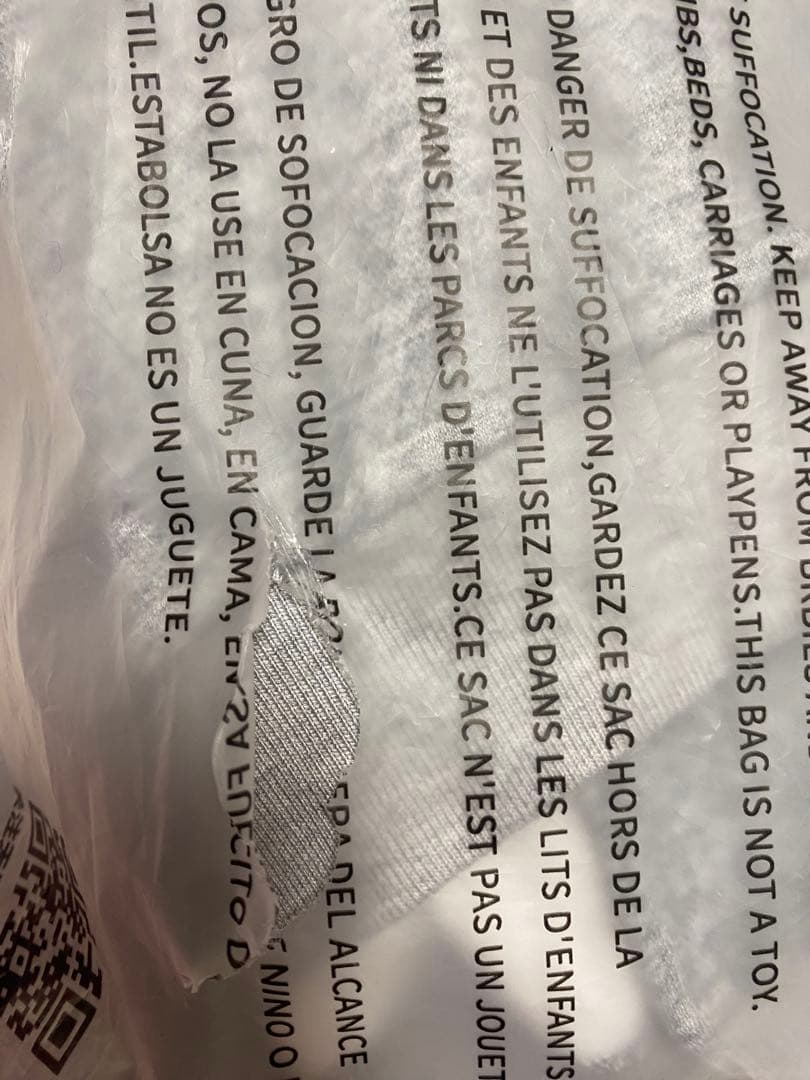 SUFFOCATION. KEEP AWAY FROM
BEDS, CARRIAGES OR PLAYPENS.THIS BAG IS NOT A TOY.
DANGER DE SUFFOCATION,GARDEZ CE SAC HORS DE LA
ET DES ENFANTS NE L'UTILISEZ PAS DANS LES LITS D'ENFANTS
TS NI DANS LES PARCS D'ENFANTS.CE SAC N'EST PAS UN JOUET
GRO DE SOFOCACION, GUARDE LA DEL ALCANCE
OS, NO LA USE EN CUNA, EN CAMA, NINO O
TIL.ESTABOLSA NO ES UN JUGUETE.